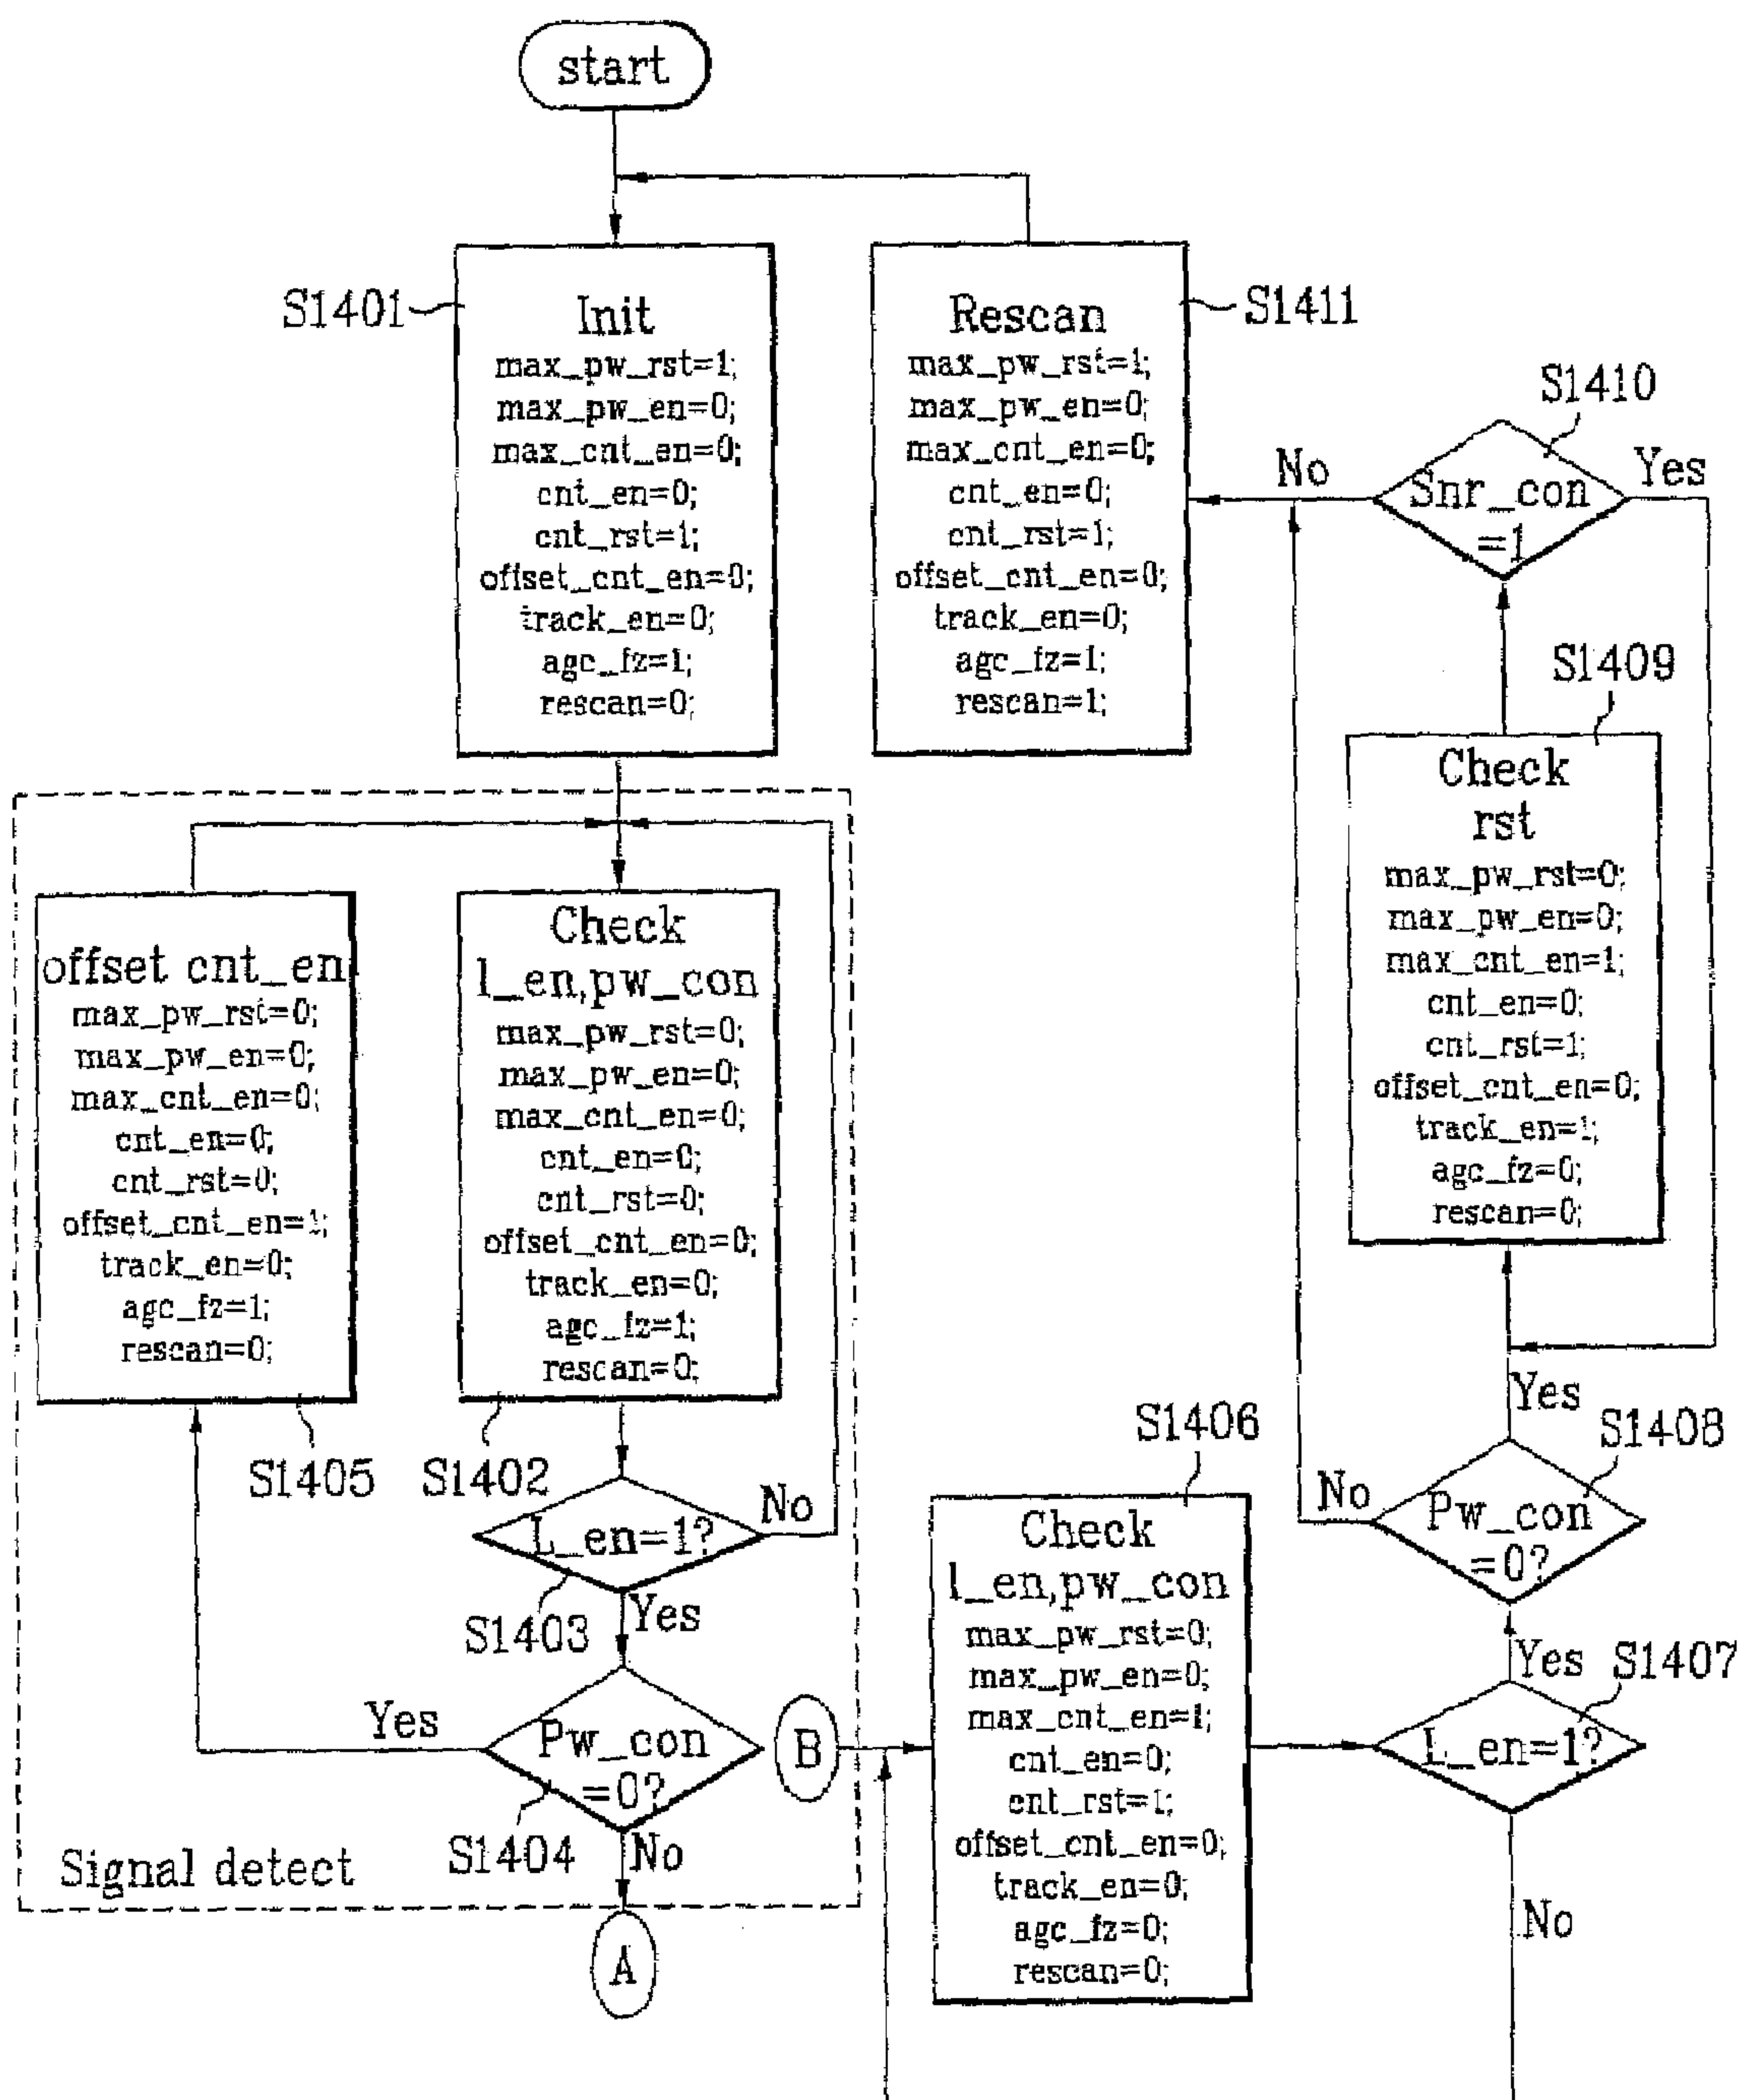 start
S1401
Init
max_pw_rst=1;
max_pw_en=0;
max_cnt_en=0;
cnt_en=0;
cnt_rst=1;
offset_cnt_en=0;
track_en=0;
agc_fz=1;
rescan=0;
Rescan
max_pw_rst=1;
max_pw_en=0;
max_cnt_en=0;
cnt_en=0;
cnt_rst=1;
offset_cnt_en=0;
track_en=0;
agc_fz=1;
rescan=1;
S1411
S1410
No
Snr_con
=1
Yes
S1409
Check
rst
max_pw_rst=0;
max_pw_en=0;
max_cnt_en=1;
cnt_en=0;
cnt_rst=1;
offset_cnt_en=0;
track_en=1;
agc_fz=0;
rescan=0;
offset cnt_en
max_pw_rst=0;
max_pw_en=0;
max_cnt_en=0;
cnt_en=0;
cnt_rst=0;
offset_cnt_en=1;
track_en=0;
agc_fz=1;
rescan=0;
S1405
Check
l_en,pw_con
max_pw_rst=0;
max_pw_en=0;
max_cnt_en=0;
cnt_en=0;
cnt_rst=0;
offset_cnt_en=0;
track_en=0;
agc_fz=1;
rescan=0;
S1402
L_en=1?
No
S1403
Yes
Yes
Pw_con
=0?
S1404
No
Signal detect
A
B
S1406
Check
l_en,pw_con
max_pw_rst=0;
max_pw_en=0;
max_cnt_en=1;
cnt_en=0;
cnt_rst=1;
offset_cnt_en=0;
track_en=0;
agc_fz=0;
rescan=0;
Yes
S1408
No
Pw_con
=0?
Yes
S1407
L_en=1?
No